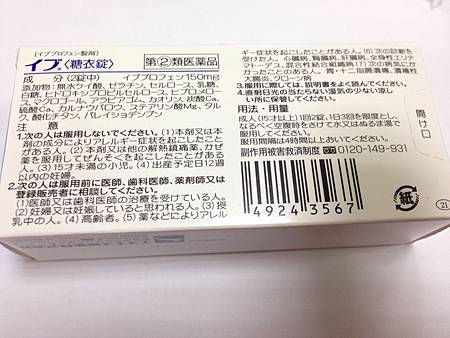 [イブプロフェン製剤]
イブ®〈糖衣錠〉
第②類医薬品
成 分(2錠中) イブプロフェン150mg
添加物:無水ケイ酸、ゼラチン、セルロース、乳糖、
白糖、ヒドロキシプロピルセルロース、ヒプロメロー
ス、マクロゴール、アラビアゴム、カオリン、炭酸Ca、
硫酸Ca、カルナウバロウ、ステアリン酸Mg、タル
ク、酸化チタン、バレイショデンプン
注 意
1.次の人は服用しないでください。(1)本剤又は本
剤の成分によりアレルギー症状を起こしたことが
ある人。(2)本剤又は他の解熱鎮痛薬、かぜ
薬を服用してぜんそくを起こしたことがある
人。(3)15才未満の小児。(4)出産予定日12週
以内の妊婦。
2.次の人は服用前に医師、歯科医師、薬剤師又は
登録販売者に相談してください。
(1)医師又は歯科医師の治療を受けている人。
(2)妊婦又は妊娠していると思われる人。(3)授
乳中の人。(4)高齢者。(5)薬などによりアレル
ギー症状を起こしたことがある人。(6)次の診断を
受けた人。心臓病、腎臓病、肝臓病、全身性エリテ
マトーデス、混合性結合組織病 (7)次の病気にか
かったことのある人。胃・十二指腸潰瘍、潰瘍性
大腸炎、クローン病
3.服用に際しては、説明書をよくお読みください。
4.直射日光の当たらない湿気の少ない涼し
い所に保管してください。
用法・用量
成人(15才以上)1回2錠、1日3回を限度とし、
なるべく空腹時をさけて水又はぬるま湯で
服用してください。
服用間隔は4時間以上おいてください。
副作用被害救済制度 0120-149-931
4924 3567
開け口
紙
21